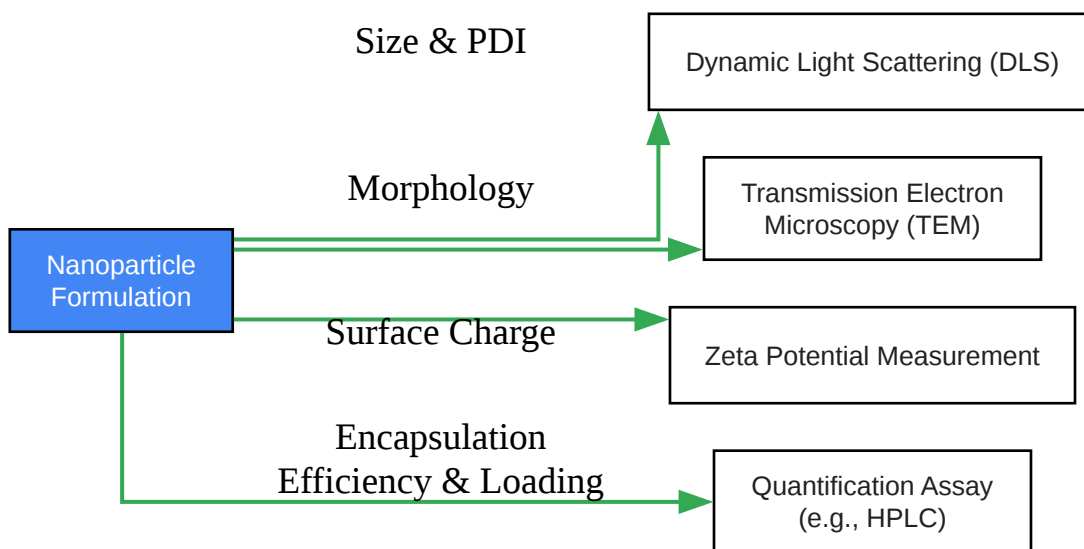 Size & PDI
Dynamic Light Scattering (DLS)
Morphology
Transmission Electron
Microscopy (TEM)
Nanoparticle
Formulation
Surface Charge
Zeta Potential Measurement
Encapsulation
Efficiency & Loading
Quantification Assay
(e.g., HPLC)